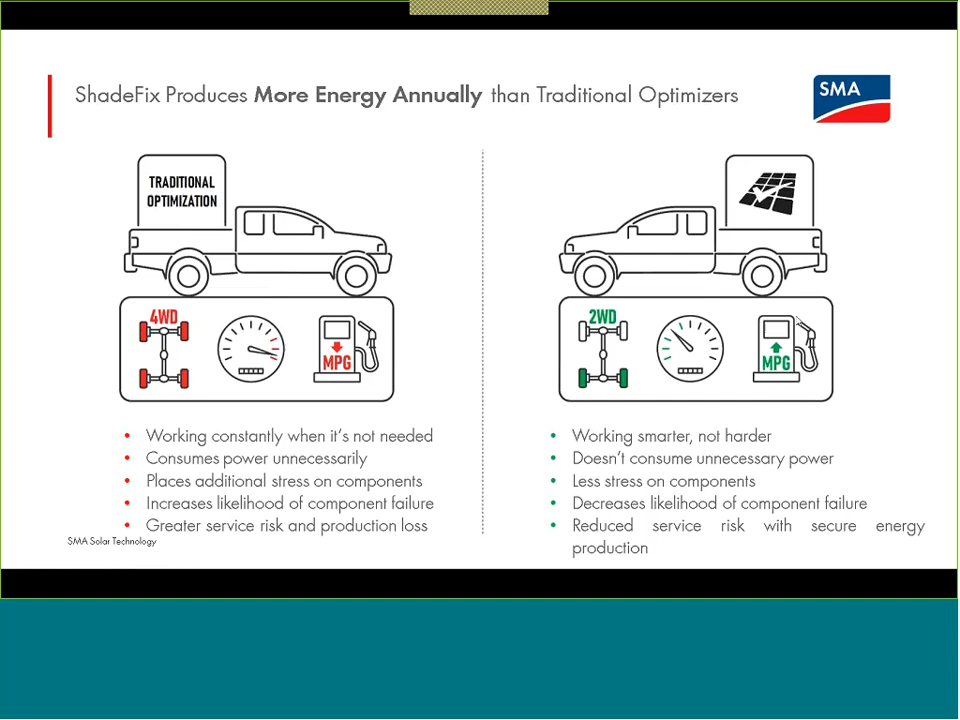 ShadeFix Produces More Energy Annually than Traditional Optimizers
SMA
TRADITIONAL
OPTIMIZATION
4WD
MPG
2WD
MPG
• Working constantly when it's not needed
• Consumes power unnecessarily
• Places additional stress on components
• Increases likelihood of component failure
• Greater service risk and production loss
SMA Solar Technology
• Working smarter, not harder
• Doesn't consume unnecessary power
• Less stress on components
• Decreases likelihood of component failure
• Reduced service risk with secure energy
production